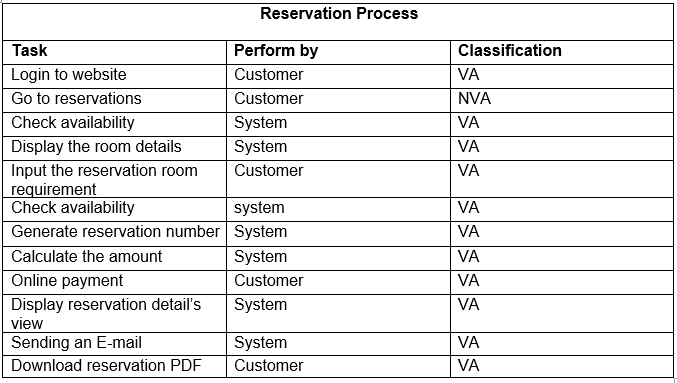 Reservation Process
Task Perform by Classification
Login to website Customer VA
Go to reservations Customer NVA
Check availability System VA
Display the room details System VA
Input the reservation room Customer VA
requirement
Check availability system VA
Generate reservation number System VA
Calculate the amount System VA
Online payment Customer VA
Display reservation detail’s System VA
view
Sending an E-mail System VA
Download reservation PDF Customer VA